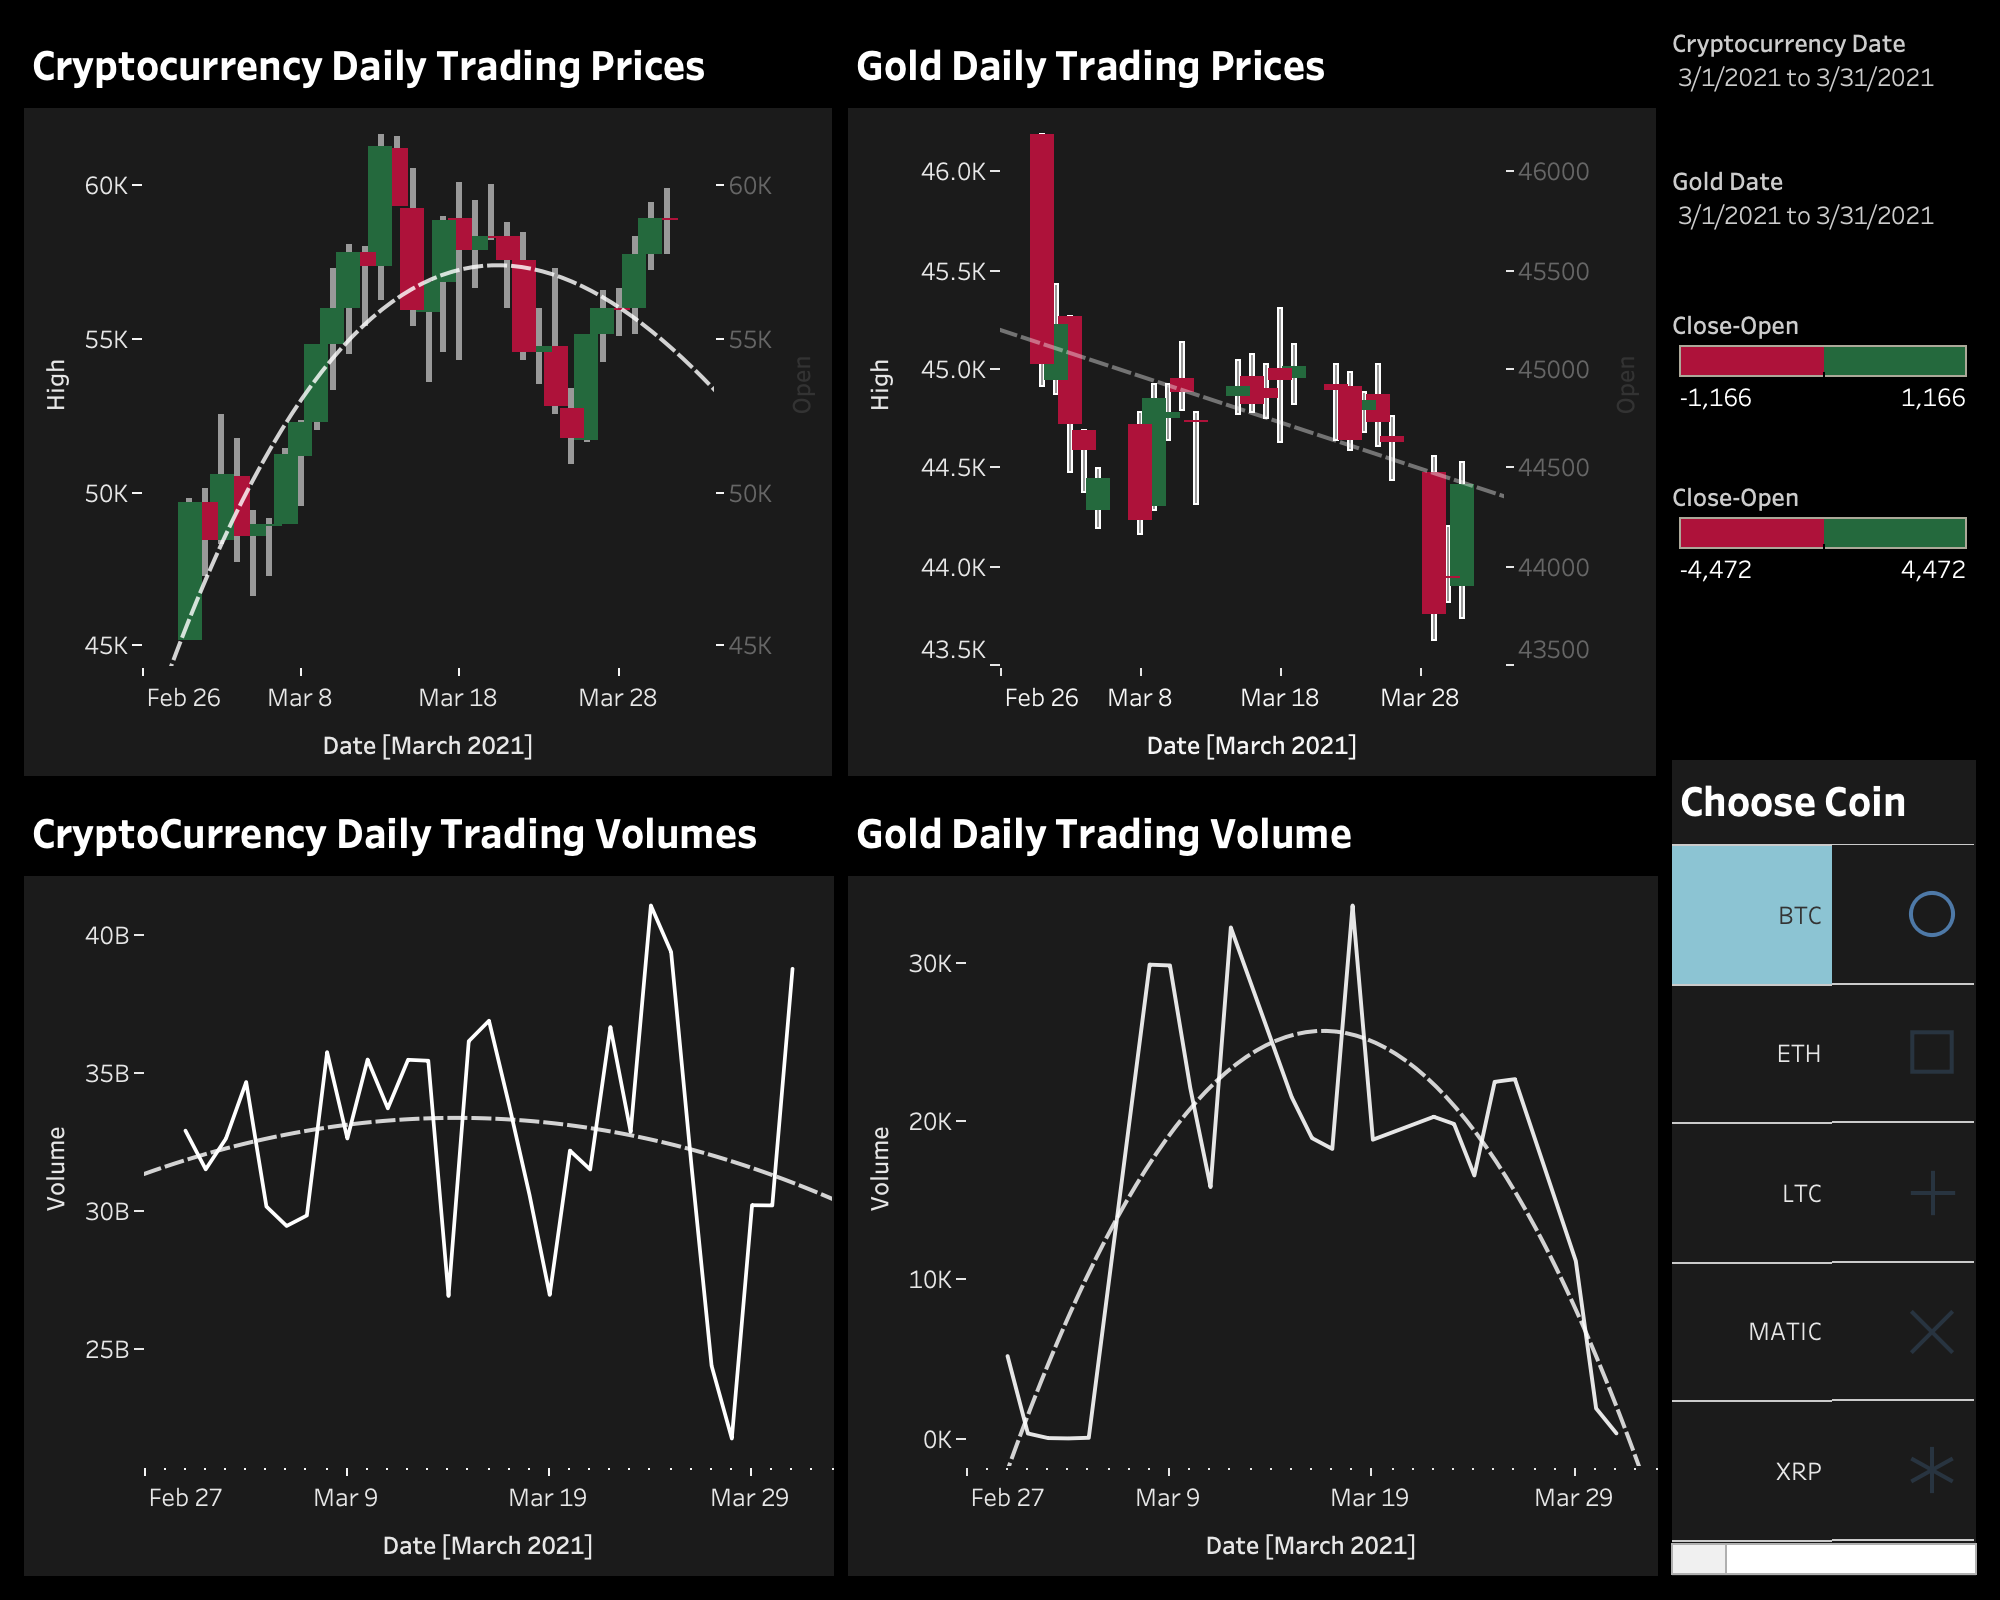 Cryptocurrency Daily Trading Prices
60K
55K
50K
45K
High
60K
55K
50K
45K
Open
Feb 26
Mar 8
Mar 18
Mar 28
Date [March 2021]
Gold Daily Trading Prices
46.0K
45.5K
45.0K
44.5K
44.0K
43.5K
High
46000
45500
45000
44500
44000
43500
Open
Feb 26
Mar 8
Mar 18
Mar 28
Date [March 2021]
Cryptocurrency Date
3/1/2021 to 3/31/2021
Gold Date
3/1/2021 to 3/31/2021
Close-Open
-1,166 1,166
Close-Open
-4,472 4,472
CryptoCurrency Daily Trading Volumes
40B
35B
30B
25B
Volume
Feb 27
Mar 9
Mar 19
Mar 29
Date [March 2021]
Gold Daily Trading Volume
30K
20K
10K
0K
Volume
Feb 27
Mar 9
Mar 19
Mar 29
Date [March 2021]
Choose Coin
BTC
ETH
LTC
MATIC
XRP